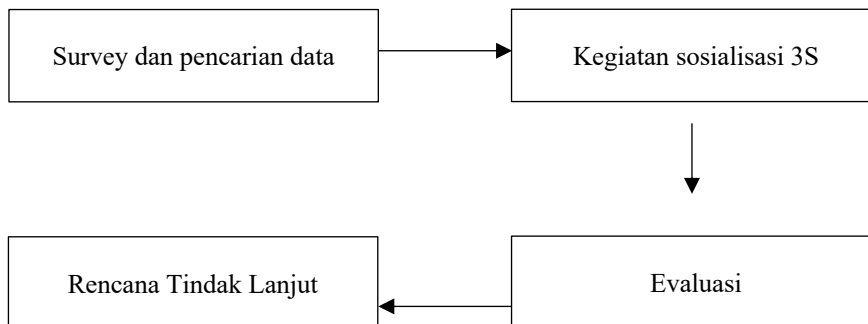 Survey dan pencarian data
Kegiatan sosialisasi 3S
Evaluasi
Rencana Tindak Lanjut